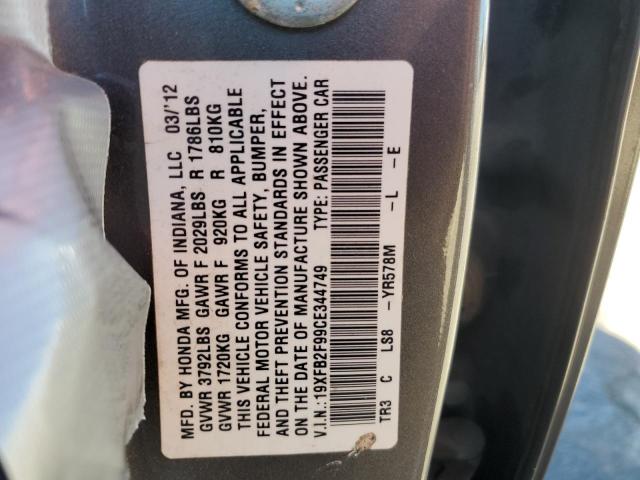 MFD. BY HONDA MFG. OF INDIANA, LLC 03/'12
GVWR 3792LBS GAWR F 2029LBS R 1786LBS
GVWR 1720KG GAWR F 920KG R 810KG
THIS VEHICLE CONFORMS TO ALL APPLICABLE
FEDERAL MOTOR VEHICLE SAFETY, BUMPER,
AND THEFT PREVENTION STANDARDS IN EFFECT
ON THE DATE OF MANUFACTURE SHOWN ABOVE.
V.I.N.: 19XFB2F99CE344749 TYPE: PASSENGER CAR
TR3 C LS8 -YR578M -L -E